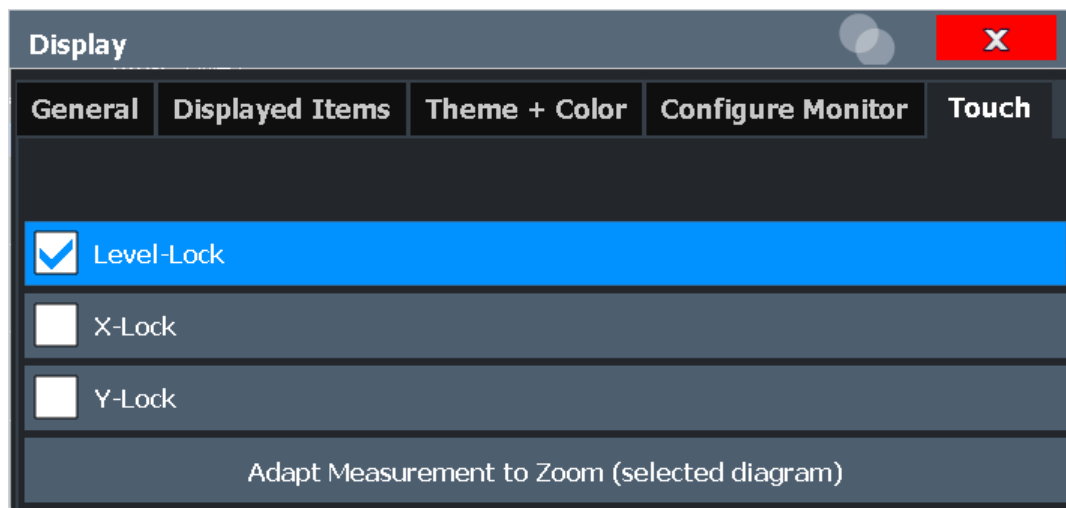 Display X
General Displayed Items Theme + Color Configure Monitor Touch
Level-Lock
X-Lock
Y-Lock
Adapt Measurement to Zoom (selected diagram)